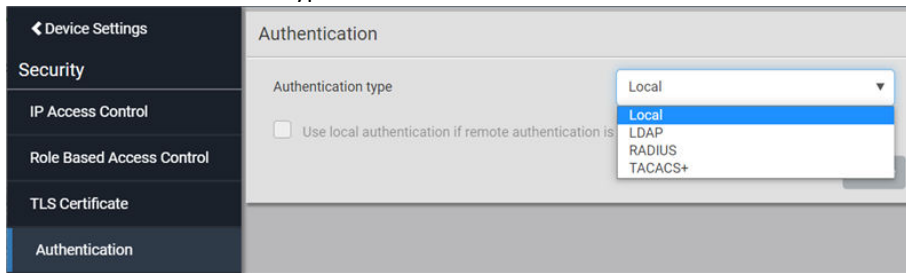 Device Settings
Security
IP Access Control
Role Based Access Control
TLS Certificate
Authentication
Authentication
Authentication type
Local
Use local authentication if remote authentication is
Local
LDAP
RADIUS
TACACS+